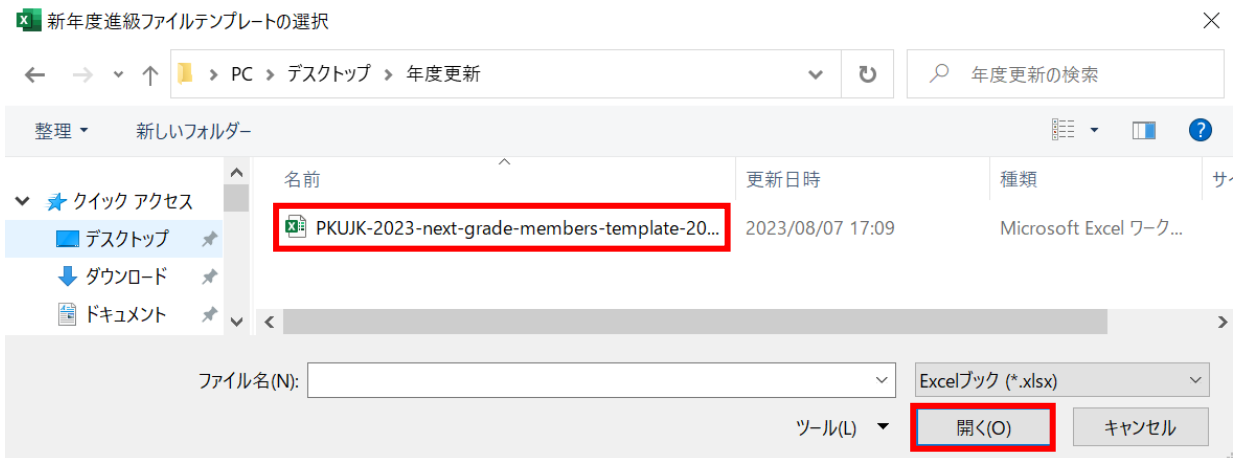 新年度進級ファイルテンプレートの選択
PC > デスクトップ > 年度更新
年度更新の検索
整理 新しいフォルダー
名前 更新日時 種類 サイ
クイック アクセス
デスクトップ
ダウンロード
ドキュメント
PKUJK-2023-next-grade-members-template-20... 2023/08/07 17:09 Microsoft Excel ワーク...
ファイル名(N): Excelブック (*.xlsx)
ツール(L) 開く(O) キャンセル